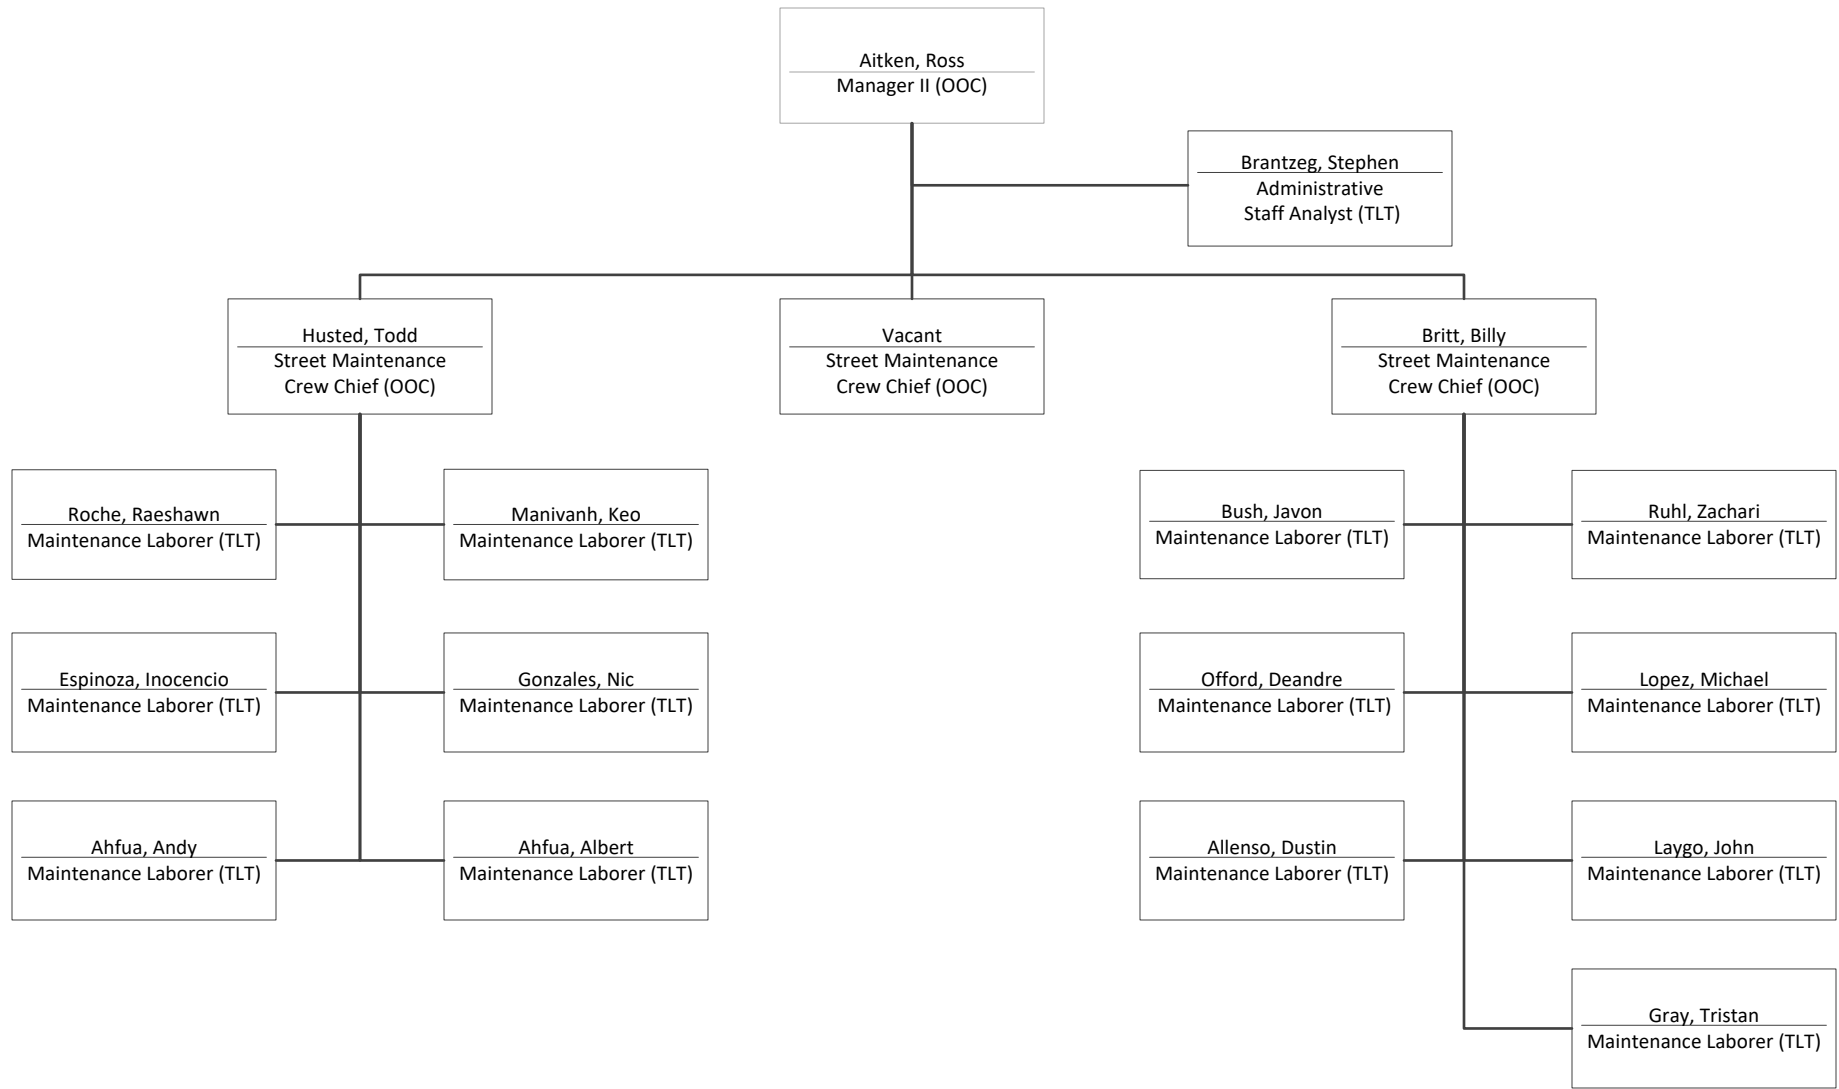 Aitken, Ross
Manager II (OOC)
Brantzeg, Stephen
Administrative
Staff Analyst (TLT)
Husted, Todd
Street Maintenance
Crew Chief (OOC)
Vacant
Street Maintenance
Crew Chief (OOC)
Britt, Billy
Street Maintenance
Crew Chief (OOC)
Roche, Raeshawn
Maintenance Laborer (TLT)
Manivanh, Keo
Maintenance Laborer (TLT)
Bush, Javon
Maintenance Laborer (TLT)
Ruhl, Zachari
Maintenance Laborer (TLT)
Espinoza, Inocencio
Maintenance Laborer (TLT)
Gonzales, Nic
Maintenance Laborer (TLT)
Offord, Deandre
Maintenance Laborer (TLT)
Lopez, Michael
Maintenance Laborer (TLT)
Ahfua, Andy
Maintenance Laborer (TLT)
Ahfua, Albert
Maintenance Laborer (TLT)
Allenso, Dustin
Maintenance Laborer (TLT)
Laygo, John
Maintenance Laborer (TLT)
Gray, Tristan
Maintenance Laborer (TLT)